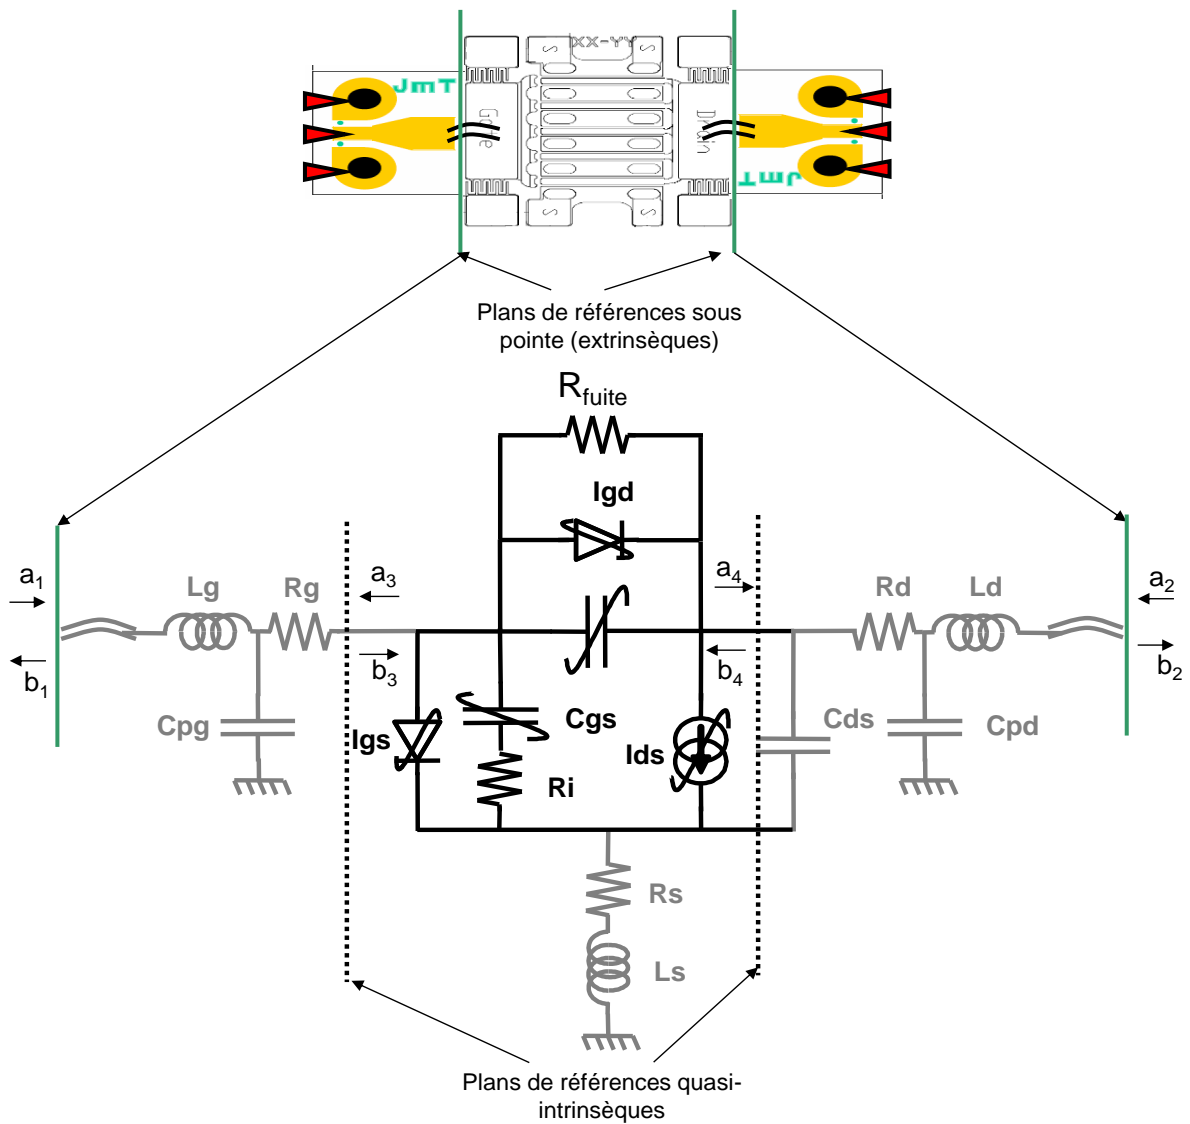 XX-YY
S S
JmT
Gate
Drain
JmT
S S
Plans de références sous
pointe (extrinsèques)
Rfuite
Igd
a1
Lg
Rg
a3
a4
Rd
Ld
a2
b1
b3
b4
b2
Cpg
Igs
Cgs
Ri
Ids
Cds
Cpd
Rs
Ls
Plans de références quasi-
intrinsèques